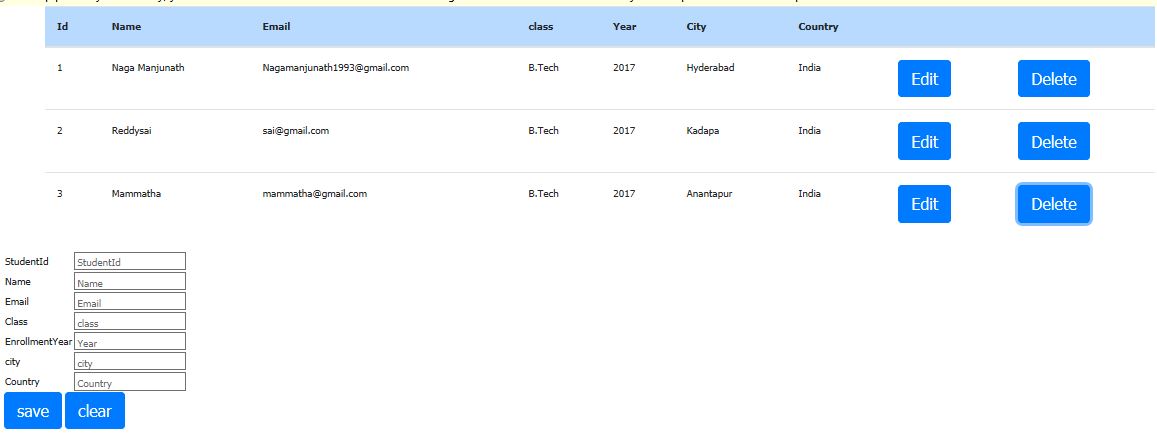 Id Name Email class Year City Country
1 Naga Manjunath Nagamanjunath1993@gmail.com B.Tech 2017 Hyderabad India Edit Delete
2 Reddysai sai@gmail.com B.Tech 2017 Kadapa India Edit Delete
3 Mammatha mammatha@gmail.com B.Tech 2017 Anantapur India Edit Delete
StudentId StudentId
Name Name
Email Email
Class class
EnrollmentYear Year
city city
Country Country
save clear